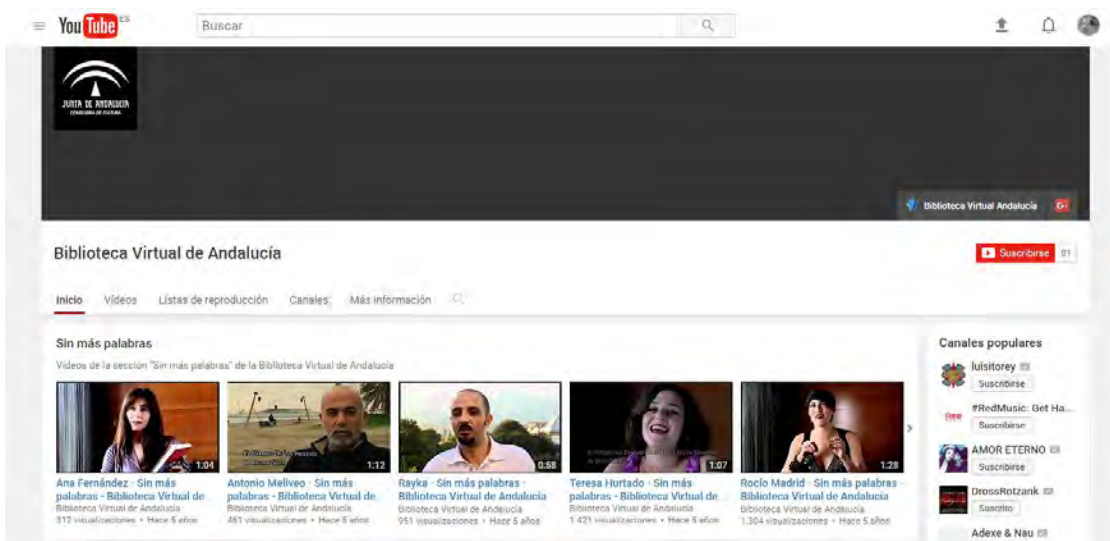 YouTube ES
Buscar
JUNTA DE ANDALUCIA
CONSEJERIA DE CULTURA
Biblioteca Virtual Andalucía
G+
Biblioteca Virtual de Andalucía
Suscribirse 81
Inicio Vídeos Listas de reproducción Canales Más información
Sin más palabras
Vídeos de la sección "Sin más palabras" de la Biblioteca Virtual de Andalucía
1:04
1:12
0:58
1:07
1:28
Ana Fernández - Sin más
palabras - Biblioteca Virtual de
Biblioteca Virtual de Andalucía
312 visualizaciones • Hace 5 años
Antonio Meliveo - Sin más
palabras - Biblioteca Virtual de
Biblioteca Virtual de Andalucía
461 visualizaciones • Hace 5 años
Rayka - Sin más palabras -
Biblioteca Virtual de Andalucía
Biblioteca Virtual de Andalucía
951 visualizaciones • Hace 5 años
Teresa Hurtado - Sin más
palabras - Biblioteca Virtual de
Biblioteca Virtual de Andalucía
1.421 visualizaciones • Hace 5 años
Rocío Madrid - Sin más palabras -
Biblioteca Virtual de Andalucía
Biblioteca Virtual de Andalucía
1.304 visualizaciones • Hace 5 años
Canales populares
luisitorey
Suscribirse
#RedMusic: Get Ha...
Suscribirse
AMOR ETERNO
Suscribirse
DrossRotzank
Suscrito
Adexe & Nau